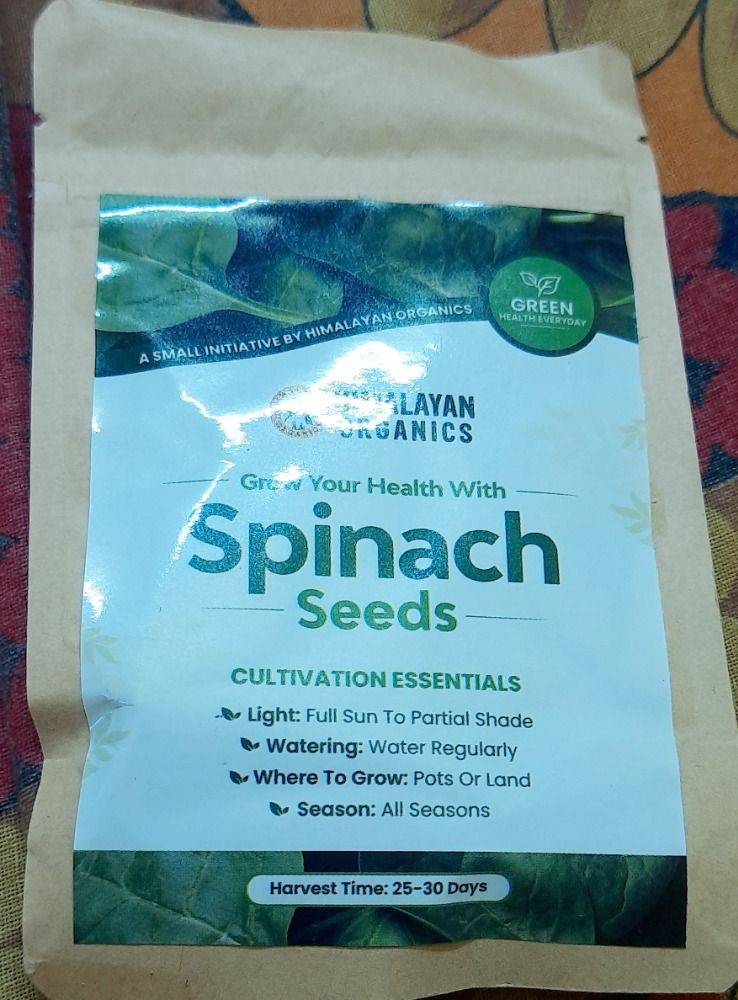 A SMALL INITIATIVE BY HIMALAYAN ORGANICS
GREEN
HEALTH EVERYDAY
HIMALAYAN
ORGANICS
Grow Your Health With
Spinach
Seeds
CULTIVATION ESSENTIALS
Light: Full Sun To Partial Shade
Watering: Water Regularly
Where To Grow: Pots Or Land
Season: All Seasons
Harvest Time: 25-30 Days